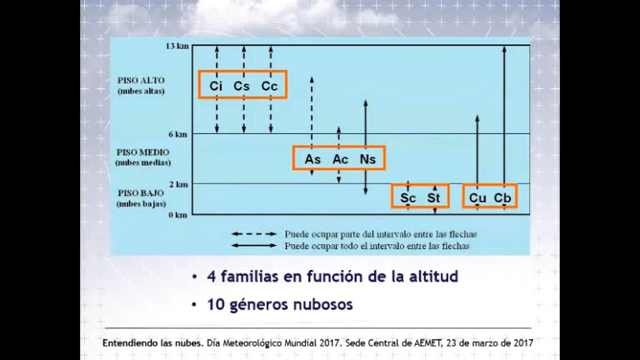 13 km
PISO ALTO
(nubes altas)
Ci Cs Cc
6 km
PISO MEDIO
(nubes medias)
As Ac Ns
2 km
PISO BAJO
(nubes bajas)
Sc St Cu Cb
0 km
Puede ocupar parte del intervalo entre las flechas
Puede ocupar todo el intervalo entre las flechas
• 4 familias en función de la altitud
• 10 géneros nubosos
Entendiendo las nubes. Día Meteorológico Mundial 2017. Sede Central de AEMET, 23 de marzo de 2017